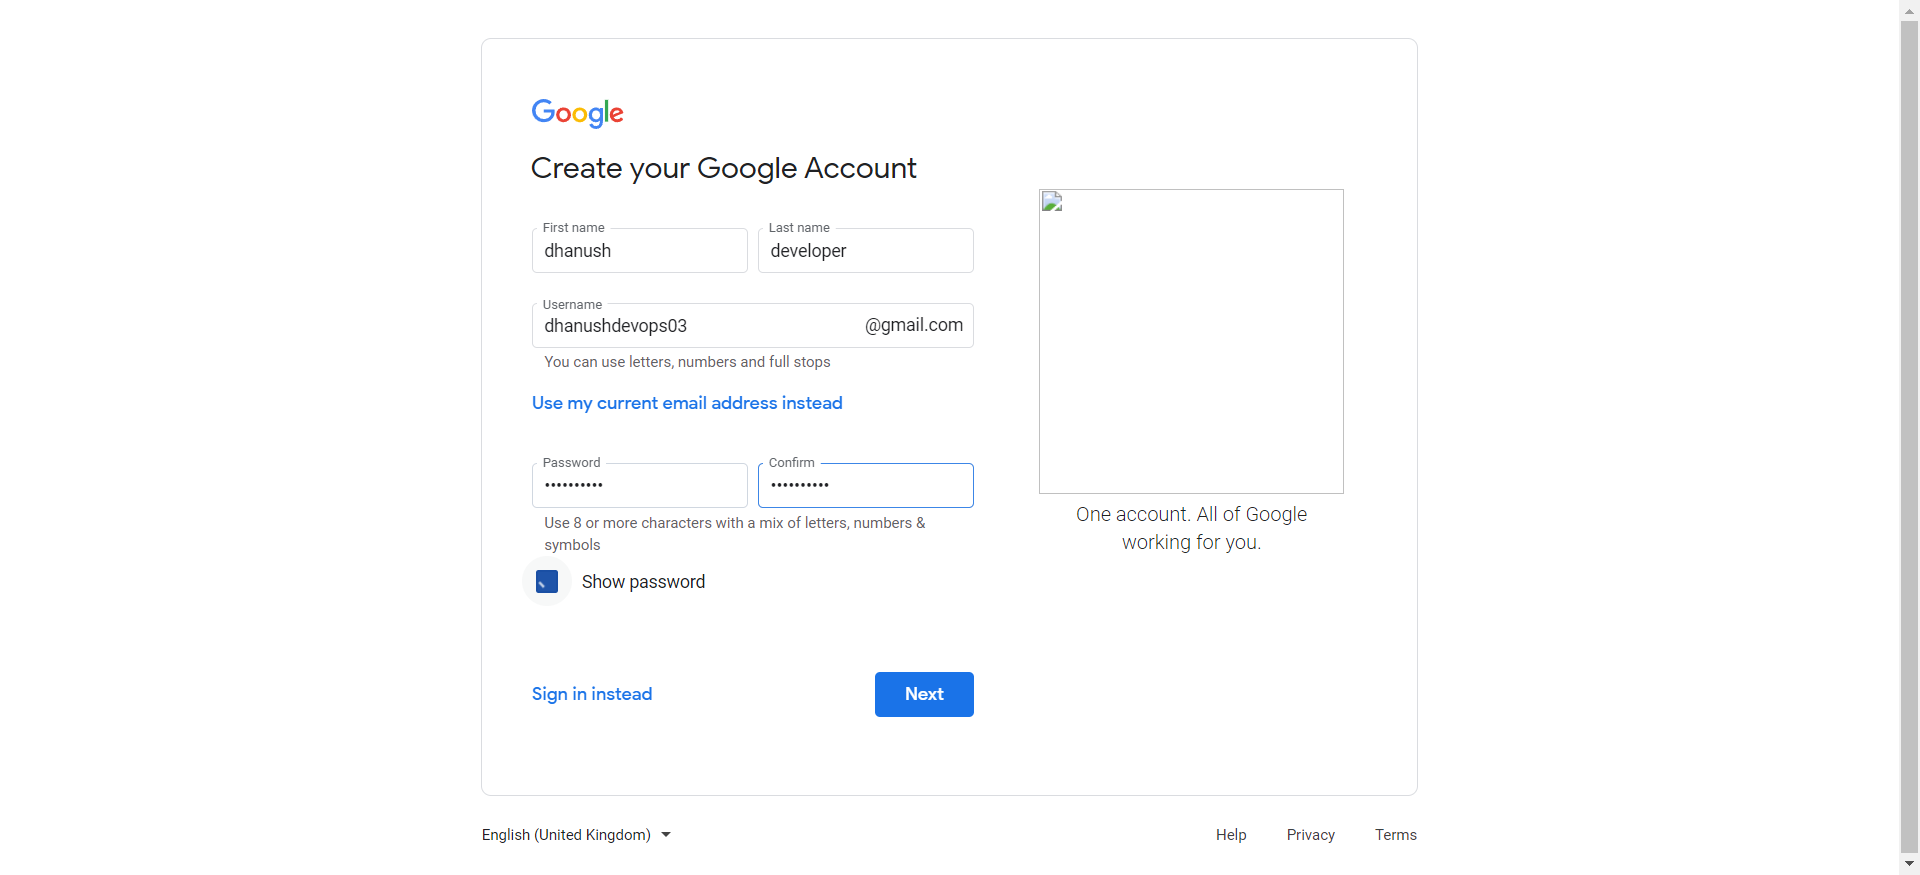 Google
Create your Google Account
First name
Last name
dhanush
developer
Username
dhanushdevops03
@gmail.com
You can use letters, numbers and full stops
Use my current email address instead
Password
Confirm
••••••••••
••••••••••
Use 8 or more characters with a mix of letters, numbers &
symbols
Show password
Sign in instead
Next
One account. All of Google
working for you.
English (United Kingdom)
Help
Privacy
Terms